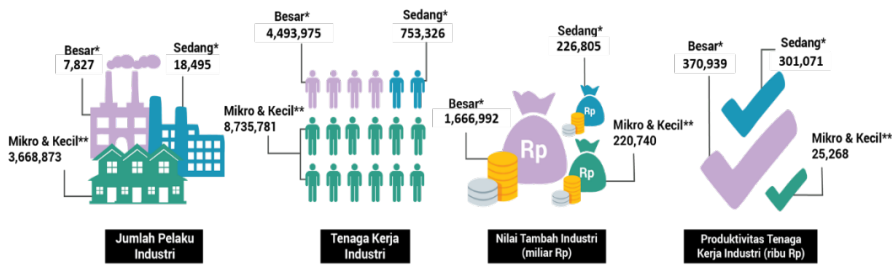 Besar*
7,827
Sedang*
18,495
Mikro & Kecil**
3,668,873
Jumlah Pelaku
Industri
Besar*
4,493,975
Sedang*
753,326
Mikro & Kecil**
8,735,781
Tenaga Kerja
Industri
Sedang*
226,805
Besar*
1,666,992
Rp
Rp
Rp
Mikro & Kecil**
220,740
Nilai Tambah Industri
(miliar Rp)
Besar*
370,939
Sedang*
301,071
Mikro & Kecil**
25,268
Produktivitas Tenaga
Kerja Industri (ribu Rp)